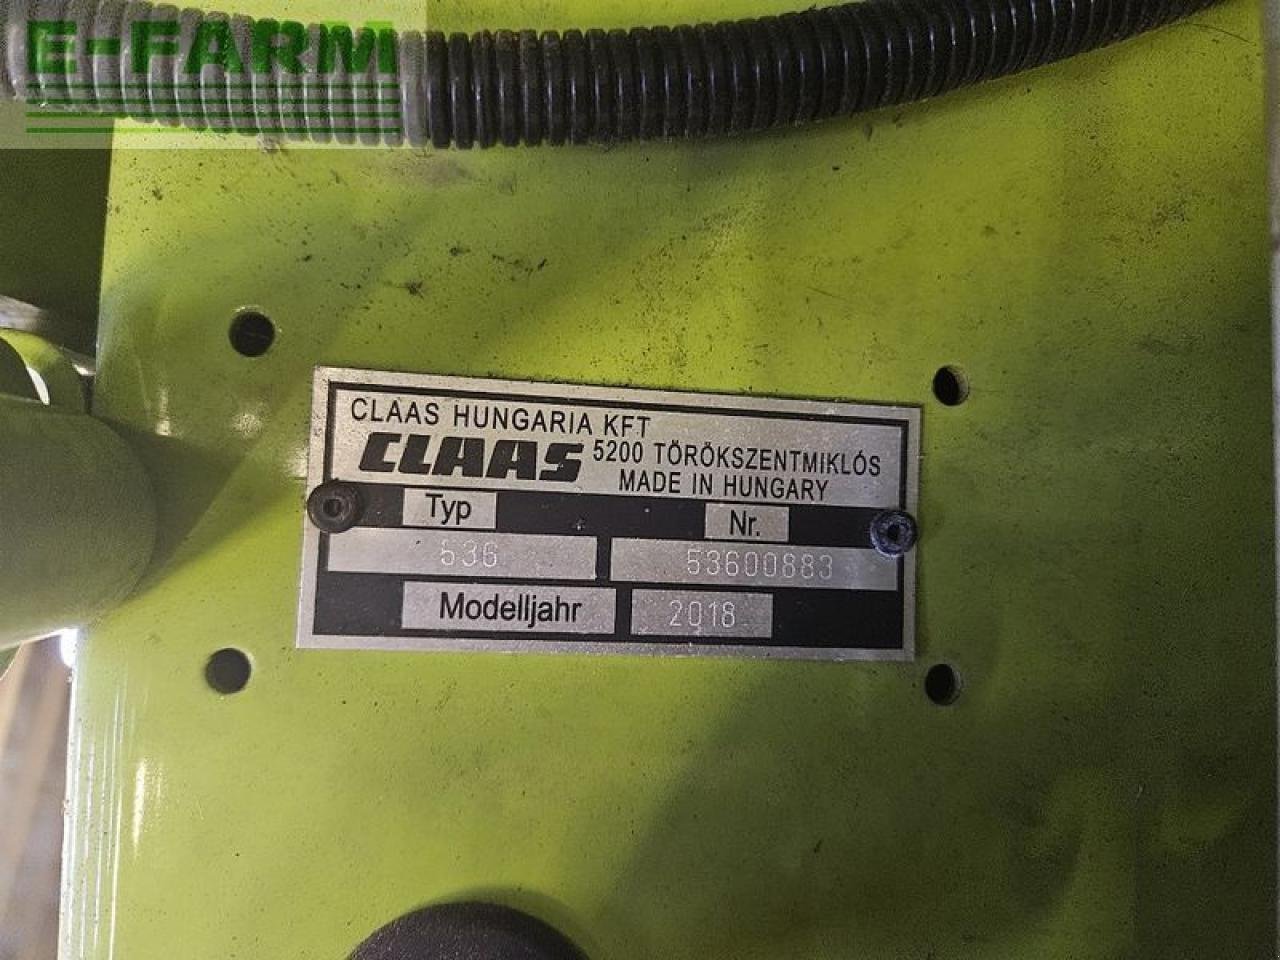 E-FARM
CLAAS HUNGARIA KFT
CLAAS 5200 TÖRÖKSZENTMIKLÓS
MADE IN HUNGARY
Typ Nr.
536 53600883
Modelljahr 2018